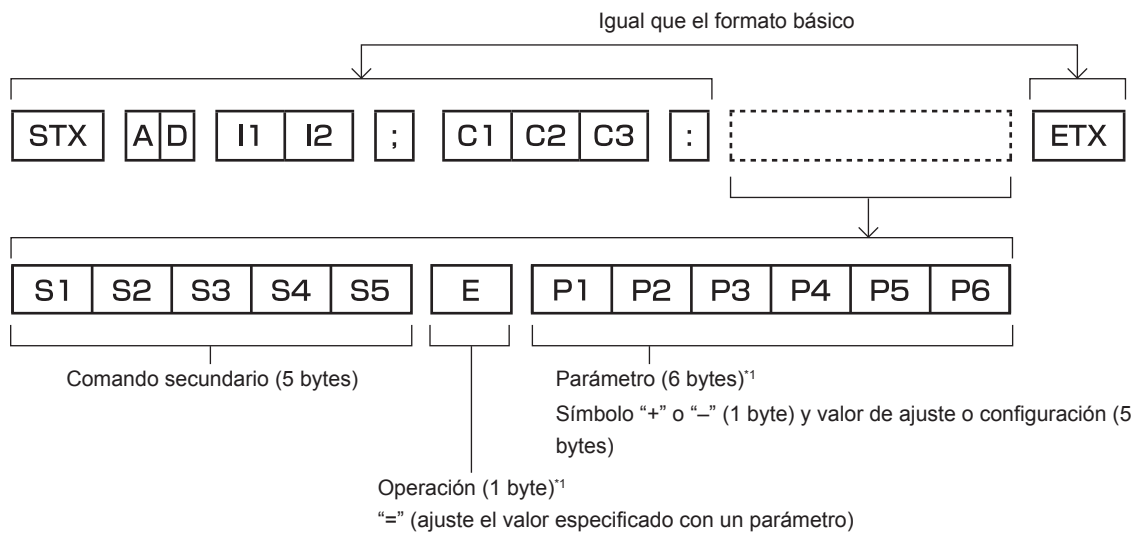 Igual que el formato básico
STX A D I1 I2 ; C1 C2 C3 : ETX
S1 S2 S3 S4 S5 E P1 P2 P3 P4 P5 P6
Comando secundario (5 bytes)
Parámetro (6 bytes)*1
Símbolo “+” o “–” (1 byte) y valor de ajuste o configuración (5
bytes)
Operación (1 byte)*1
“=” (ajuste el valor especificado con un parámetro)